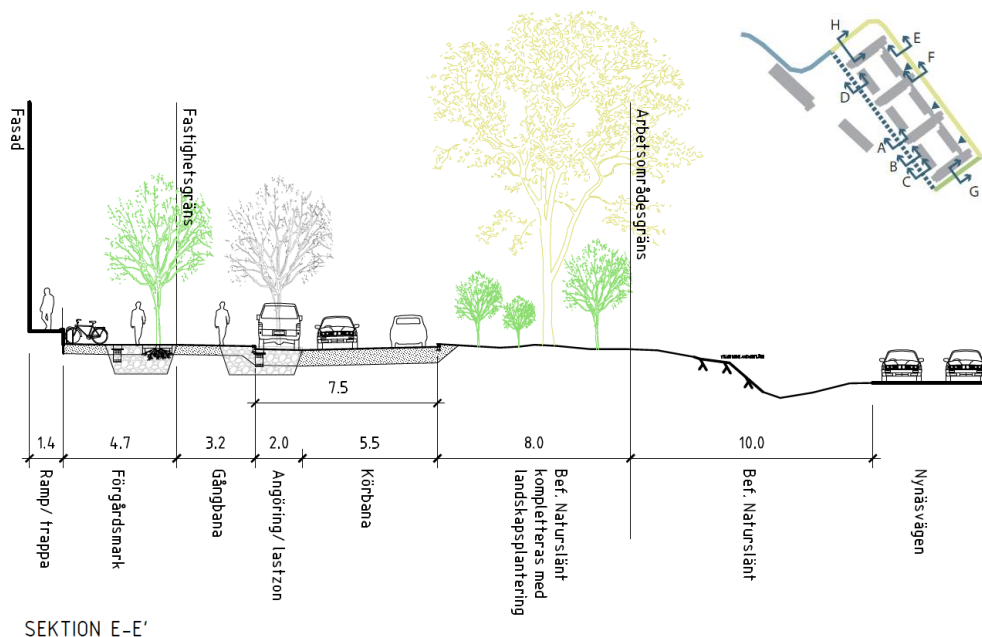 H
E
F
D
A
B
C
G
Fasad
Fastighetsgräns
Arbetsområdesgräns
7.5
1.4
4.7
3.2
2.0
5.5
8.0
10.0
Ramp/ trappa
Förgårdsmark
Gångbana
Angöring/ lastzon
Körbana
Bef. Naturslänt
kompletteras med
landskapsplantering
Bef. Naturslänt
Nynäsvägen
SEKTION E-E'